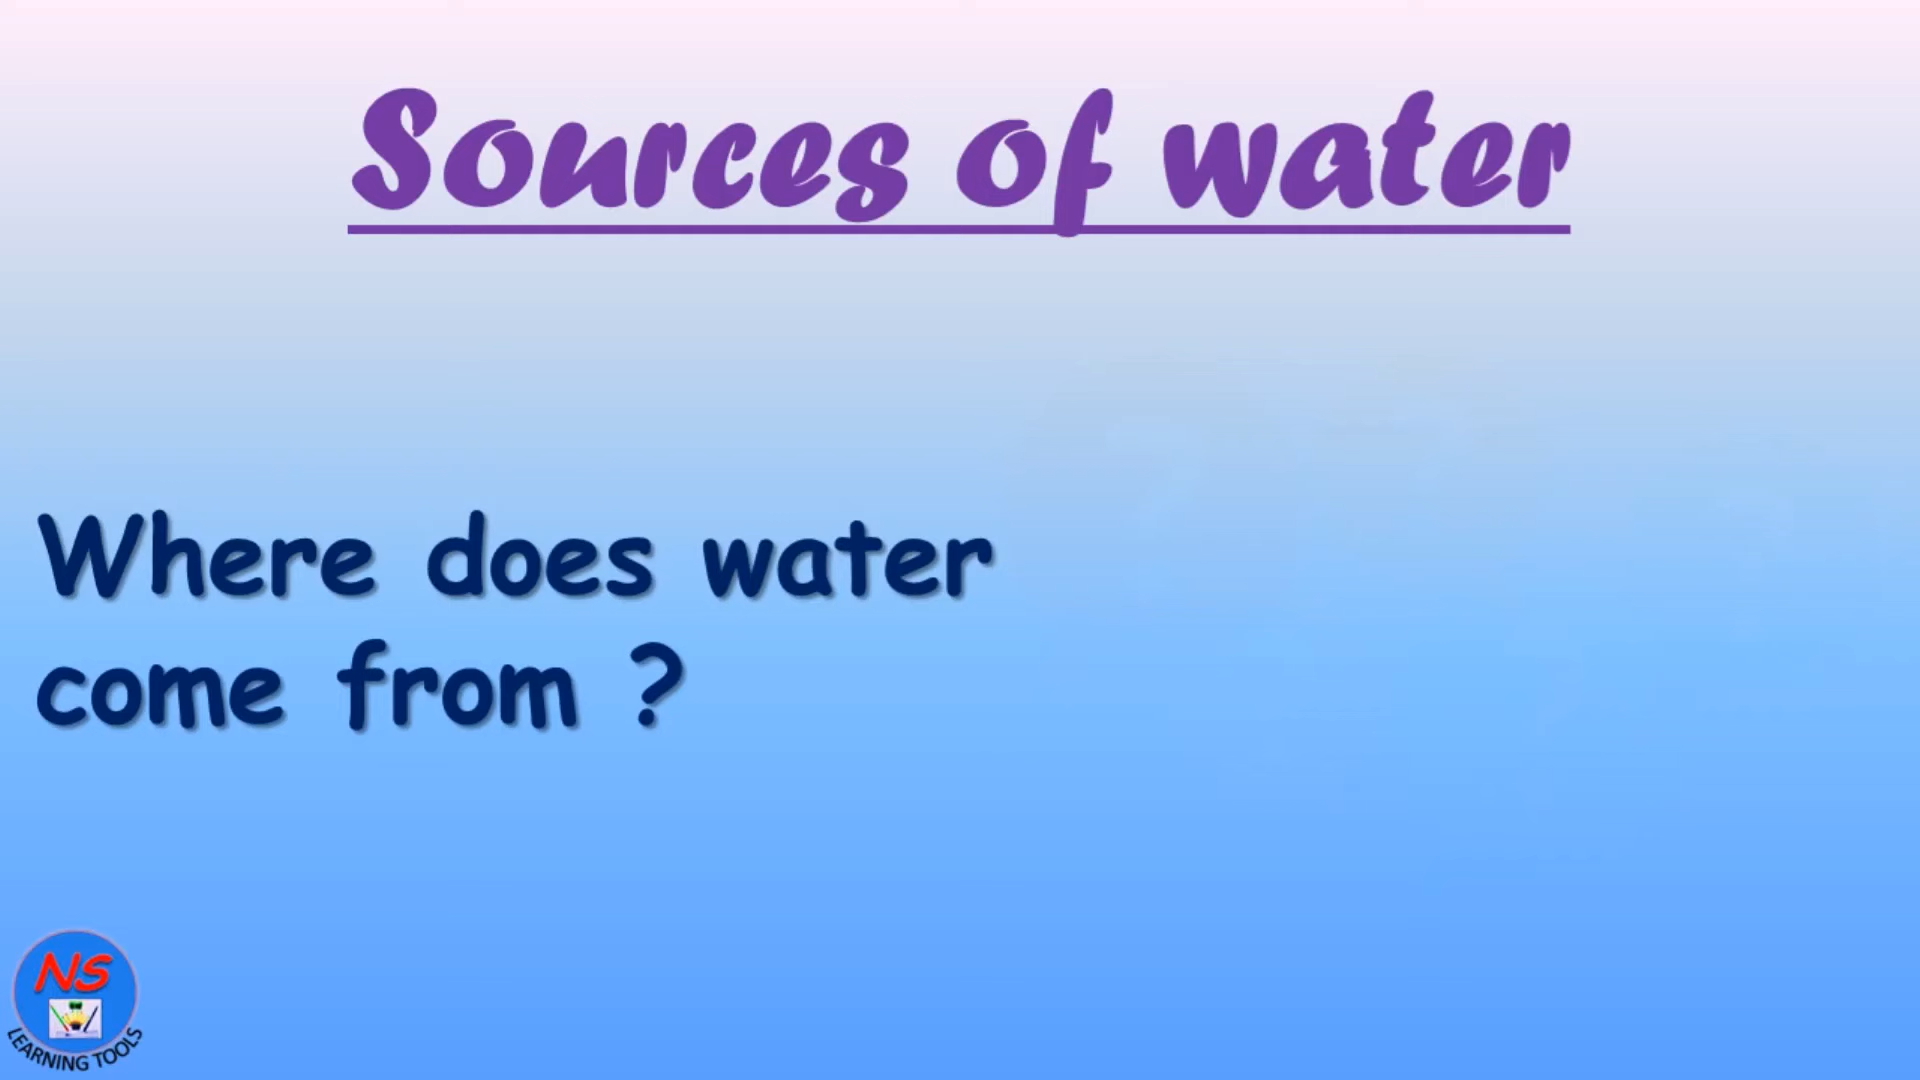 Sources of water
Where does water
come from ?
NS
LEARNING TOOLS